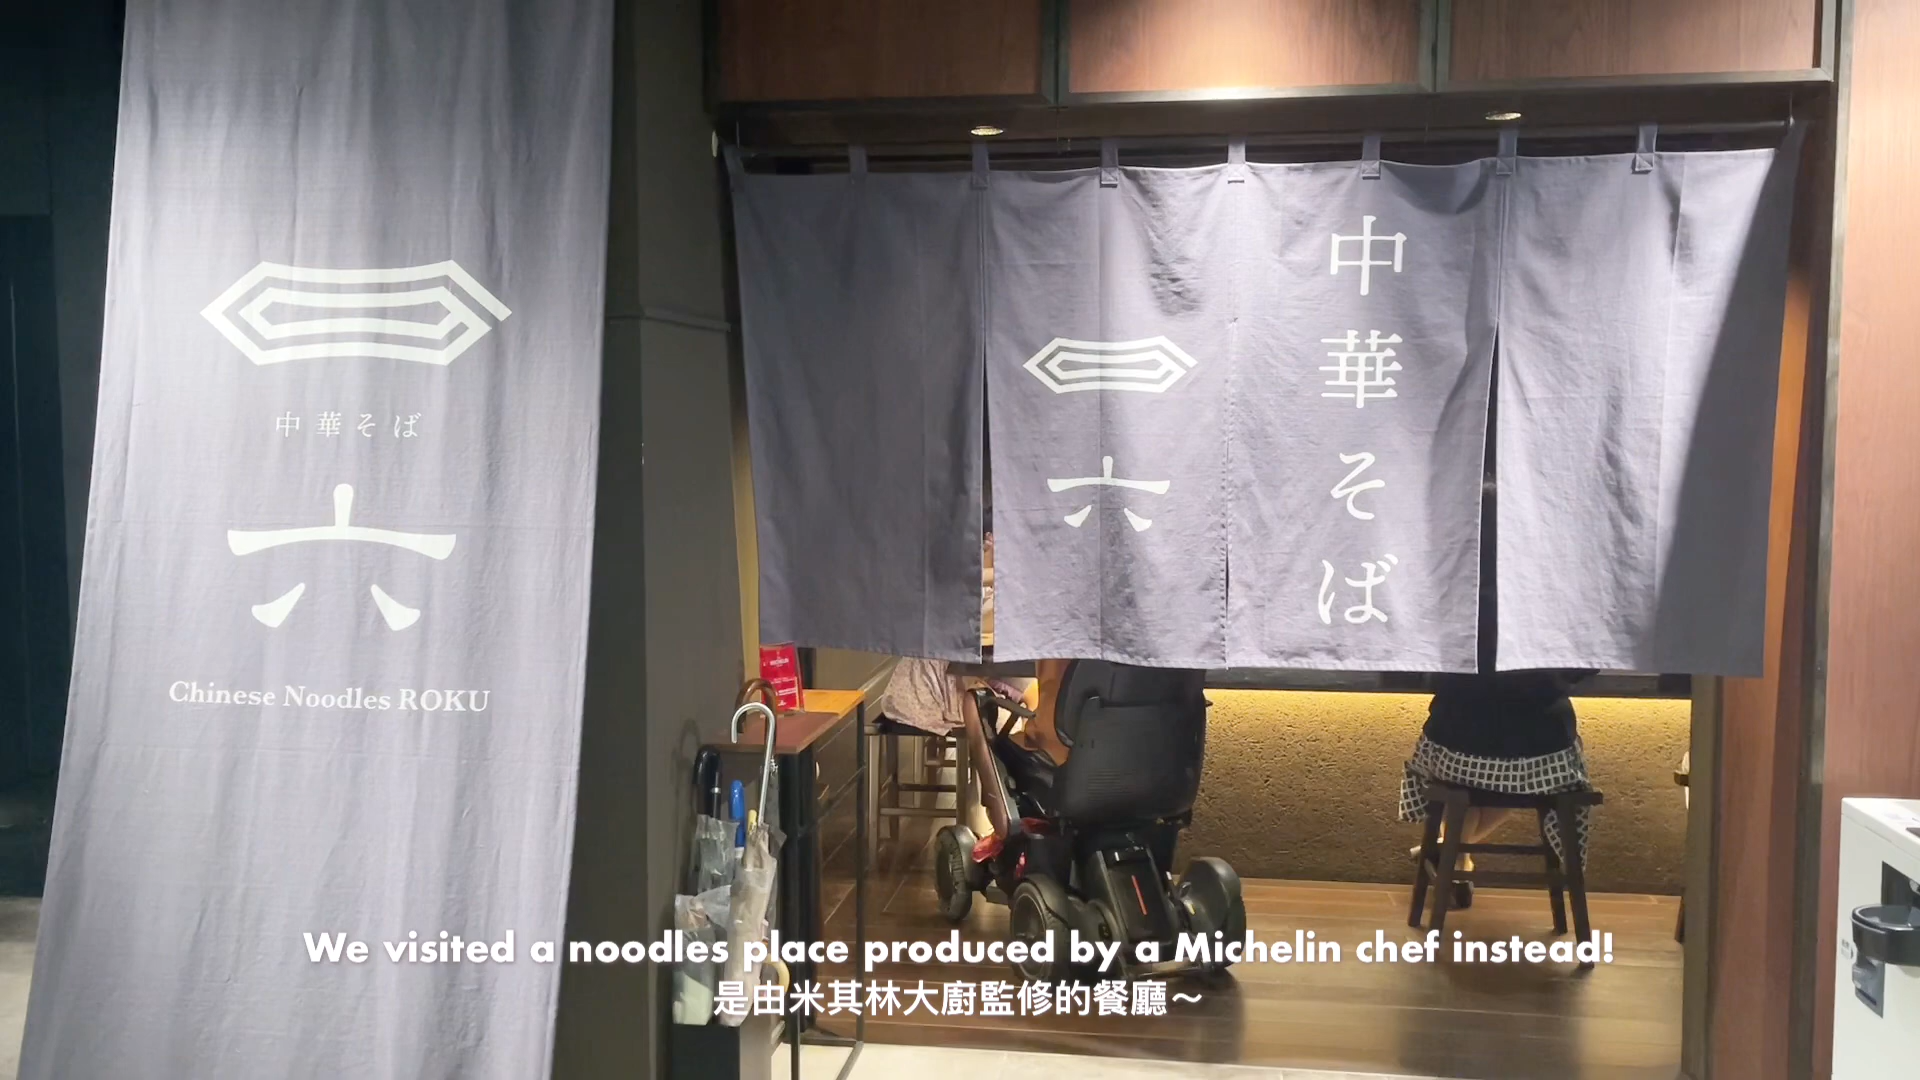 中華そば
六
Chinese Noodles ROKU
中華そば
六
MICHELIN
We visited a noodles place produced by a Michelin chef instead!
是由米其林大廚監修的餐廳～